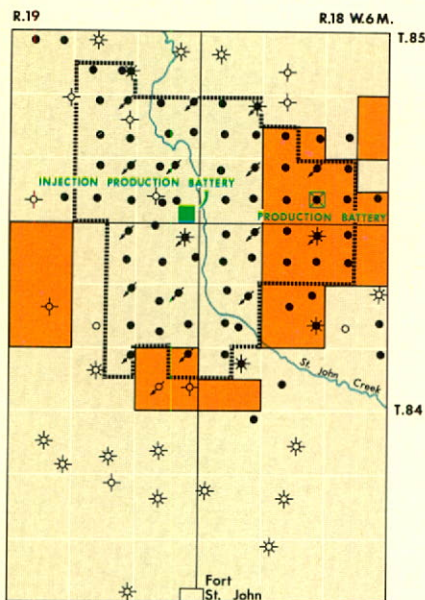 R.19 R.18 W.6 M.
T.85
INJECTION PRODUCTION BATTERY
PRODUCTION BATTERY
St. John Creek
T.84
Fort
St. John